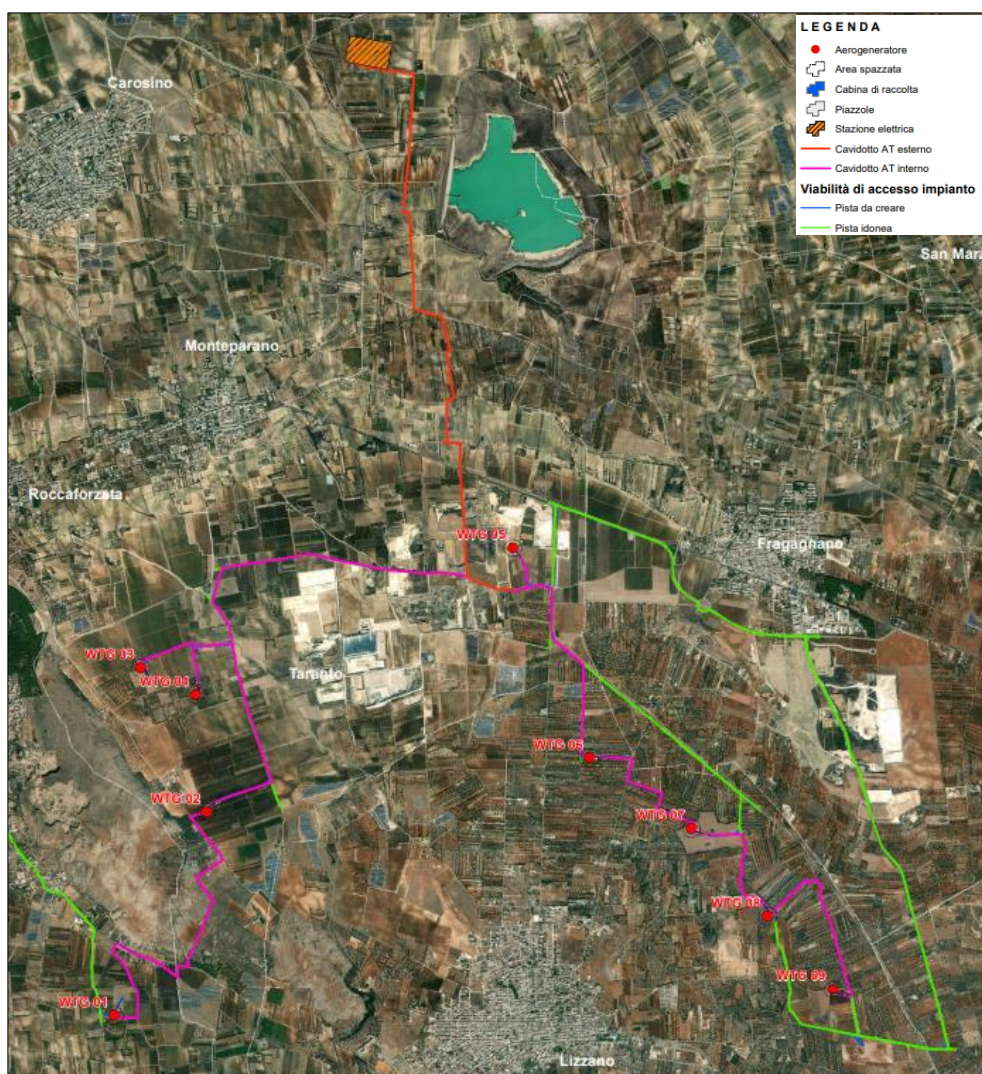 LEGENDA
Aerogeneratore
Area spazzata
Cabina di raccolta
Piazzole
Stazione elettrica
Cavidotto AT esterno
Cavidotto AT interno
Viabilità di accesso impianto
Pista da creare
Pista idonea
Carosino
San Marz
Monteparano
Roccaforzata
WTG 05
Fragagnano
WTG 03
WTG 04
Taranto
WTG 06
WTG 02
WTG 07
WTG 08
WTG 09
WTG 01
Lizzano